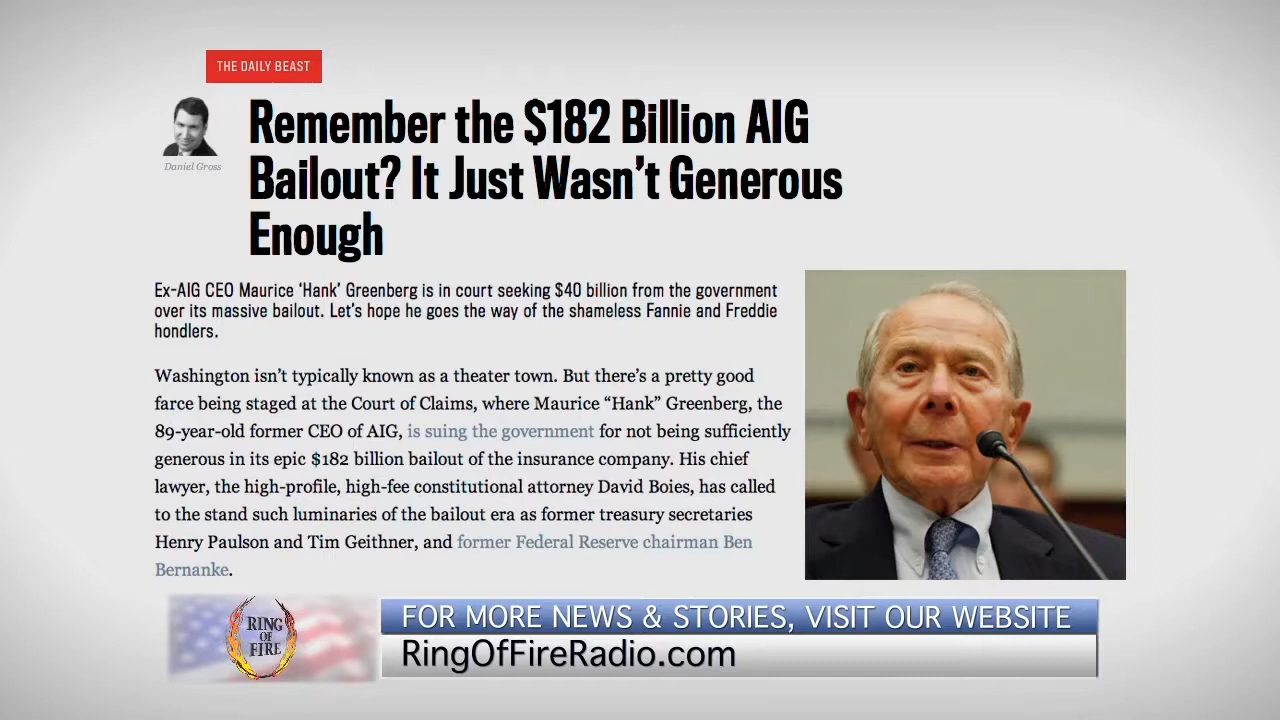 THE DAILY BEAST
Remember the $182 Billion AIG
Bailout? It Just Wasn’t Generous
Enough
Daniel Gross
Ex-AIG CEO Maurice ‘Hank’ Greenberg is in court seeking $40 billion from the government
over its massive bailout. Let’s hope he goes the way of the shameless Fannie and Freddie
hondlers.
Washington isn’t typically known as a theater town. But there’s a pretty good
farce being staged at the Court of Claims, where Maurice “Hank” Greenberg, the
89-year-old former CEO of AIG, is suing the government for not being sufficiently
generous in its epic $182 billion bailout of the insurance company. His chief
lawyer, the high-profile, high-fee constitutional attorney David Boies, has called
to the stand such luminaries of the bailout era as former treasury secretaries
Henry Paulson and Tim Geithner, and former Federal Reserve chairman Ben
Bernanke.
RING
OF
FIRE
FOR MORE NEWS & STORIES, VISIT OUR WEBSITE
RingOfFireRadio.com